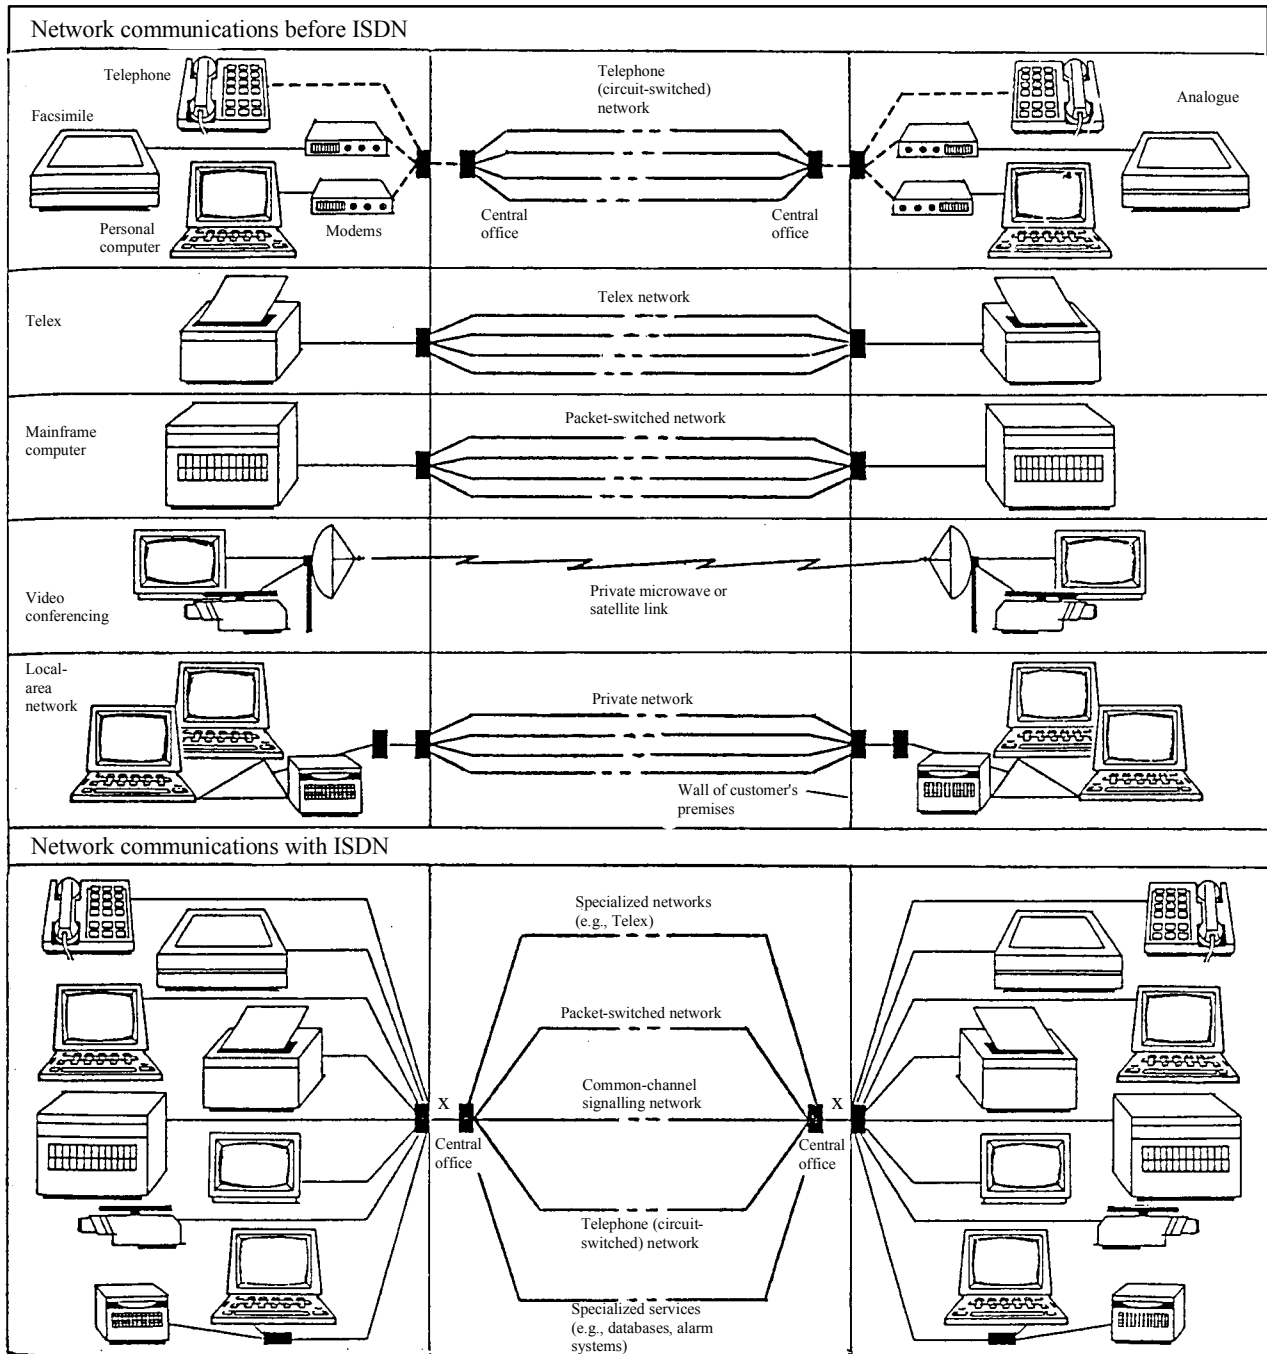 Network communications before ISDN
Telephone
Facsimile
Personal
computer
Modems
Telephone
(circuit-switched)
network
Central
office
Central
office
Analogue
Telex
Telex network
Mainframe
computer
Packet-switched network
Video
conferencing
Private microwave or
satellite link
Local-
area
network
Private network
Wall of customer's
premises
Network communications with ISDN
Specialized networks
(e.g., Telex)
Packet-switched network
Common-channel
signalling network
X
Central
office
X
Central
office
Telephone (circuit-
switched) network
Specialized services
(e.g., databases, alarm
systems)